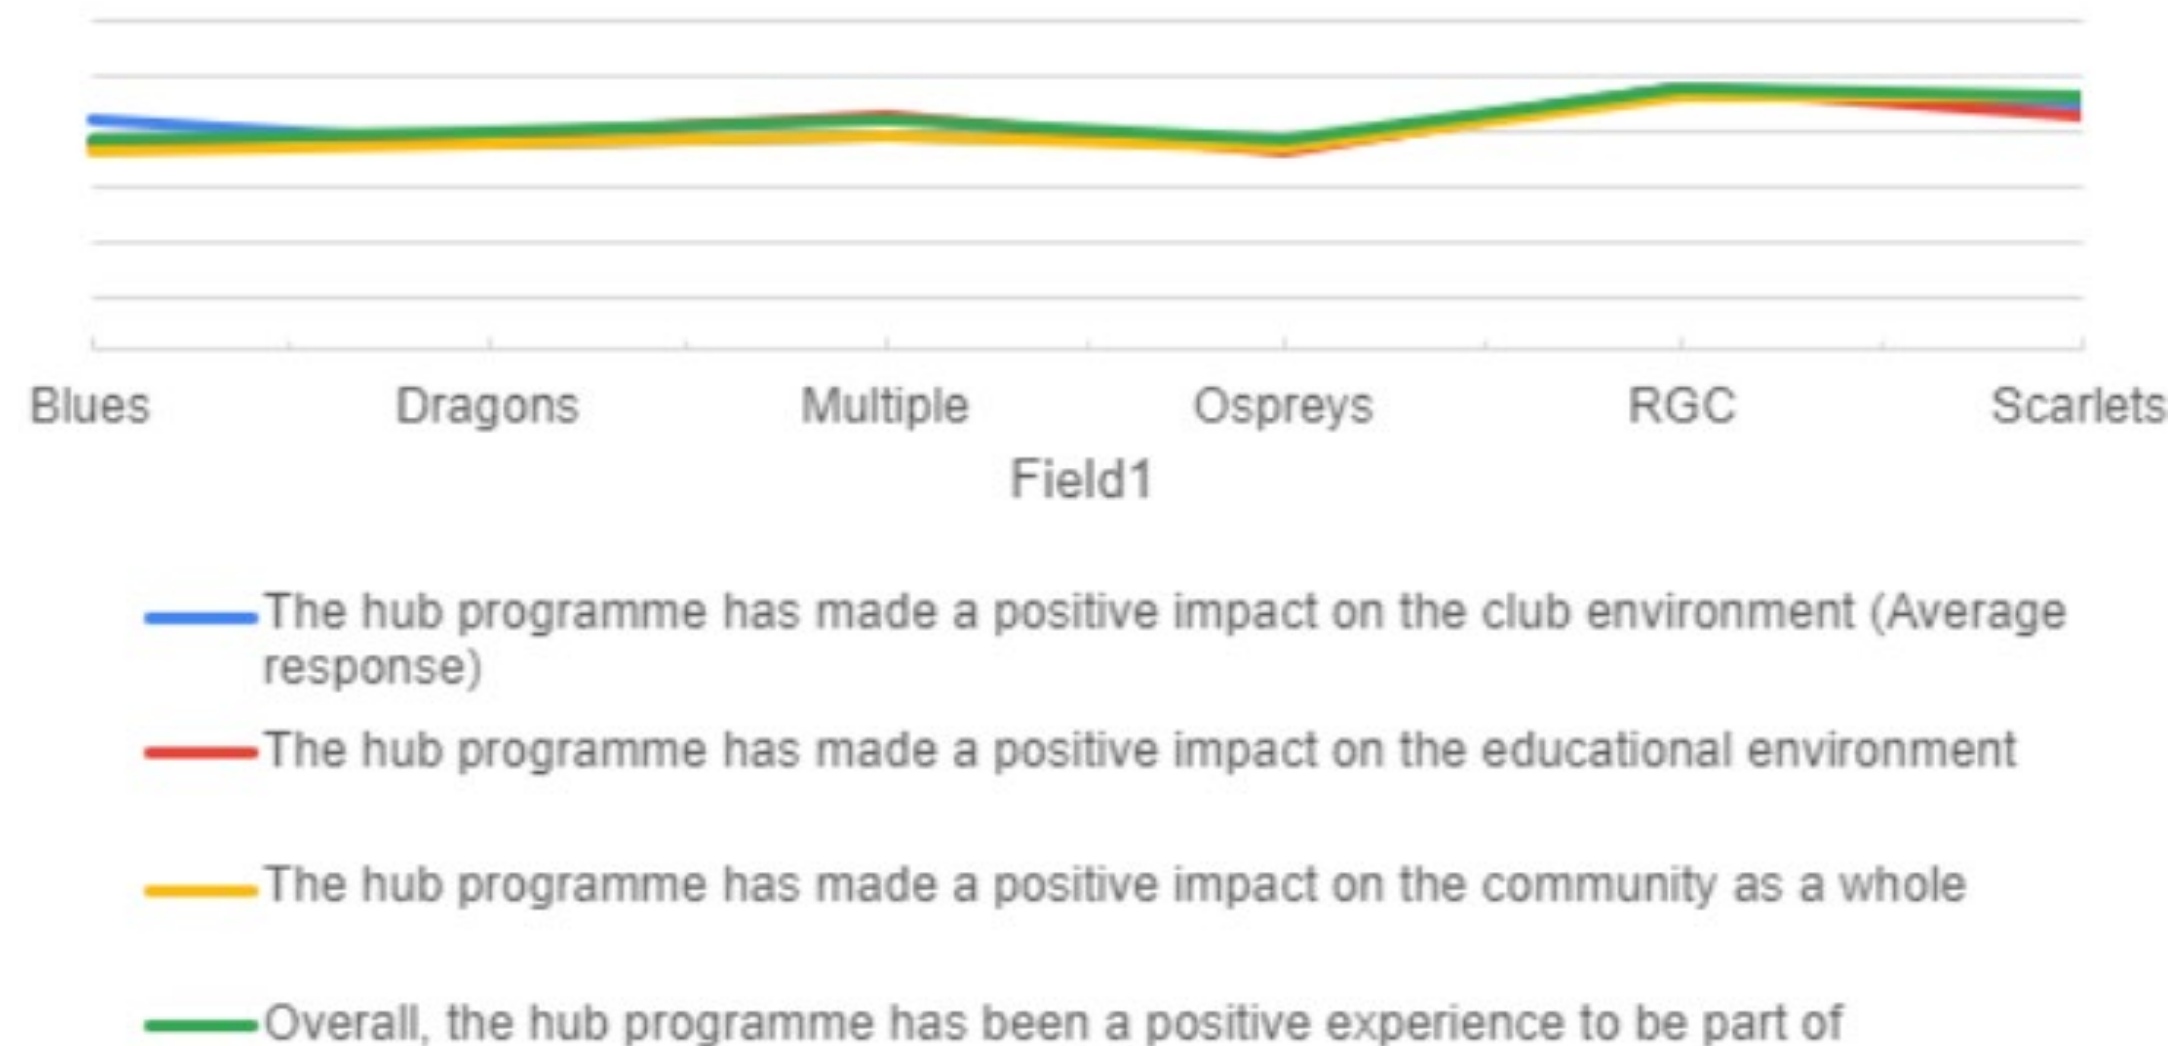 Blues Dragons Multiple Ospreys RGC Scarlets
Field1
The hub programme has made a positive impact on the club environment (Average
response)
The hub programme has made a positive impact on the educational environment
The hub programme has made a positive impact on the community as a whole
Overall, the hub programme has been a positive experience to be part of